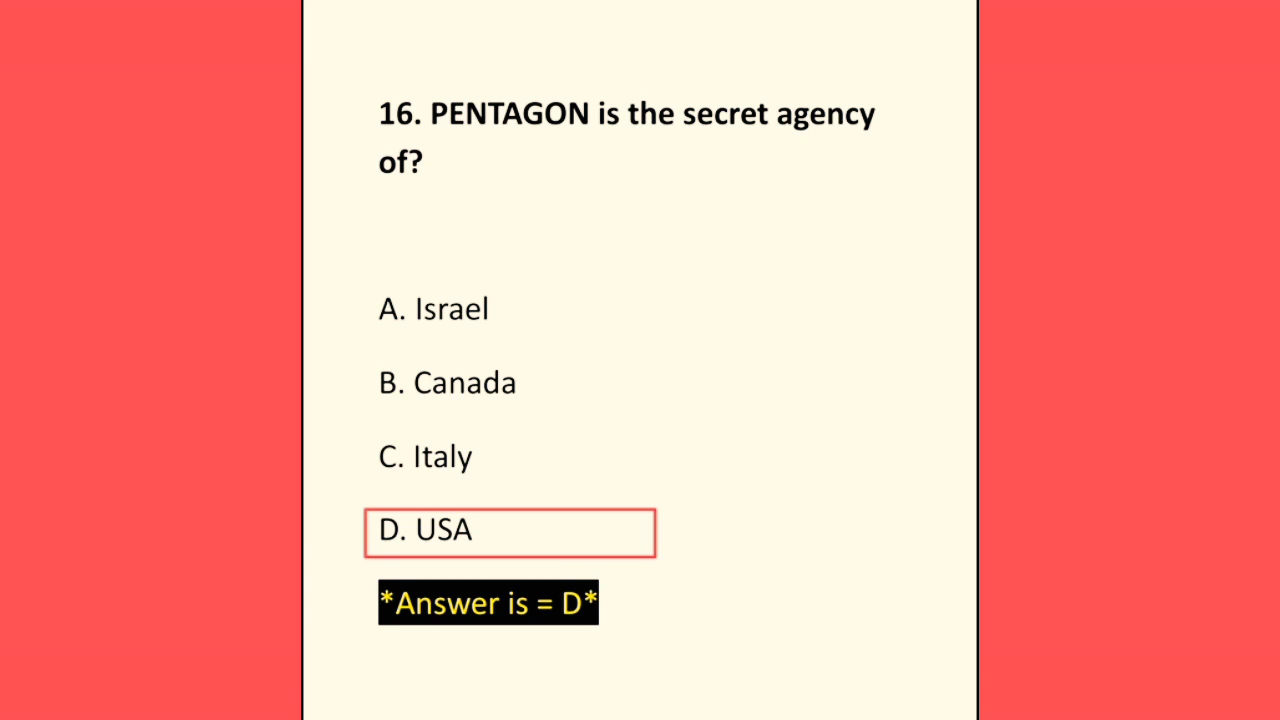 16. PENTAGON is the secret agency
of?
A. Israel
B. Canada
C. Italy
D. USA
*Answer is = D*